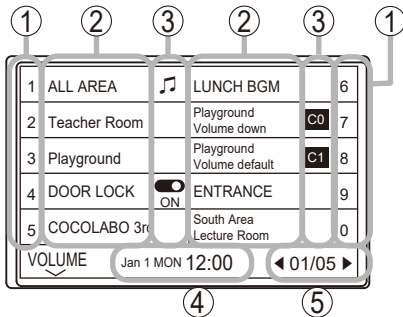 ① ② ③ ② ③ ①
1 ALL AREA ♫ LUNCH BGM 6
2 Teacher Room Playground
Volume down C0 7
3 Playground Playground
Volume default C1 8
4 DOOR LOCK ON ENTRANCE 9
5 COCOLABO 3rd South Area
Lecture Room 0
VOLUME Jan 1 MON 12:00 ◀ 01/05 ▶
④ ⑤